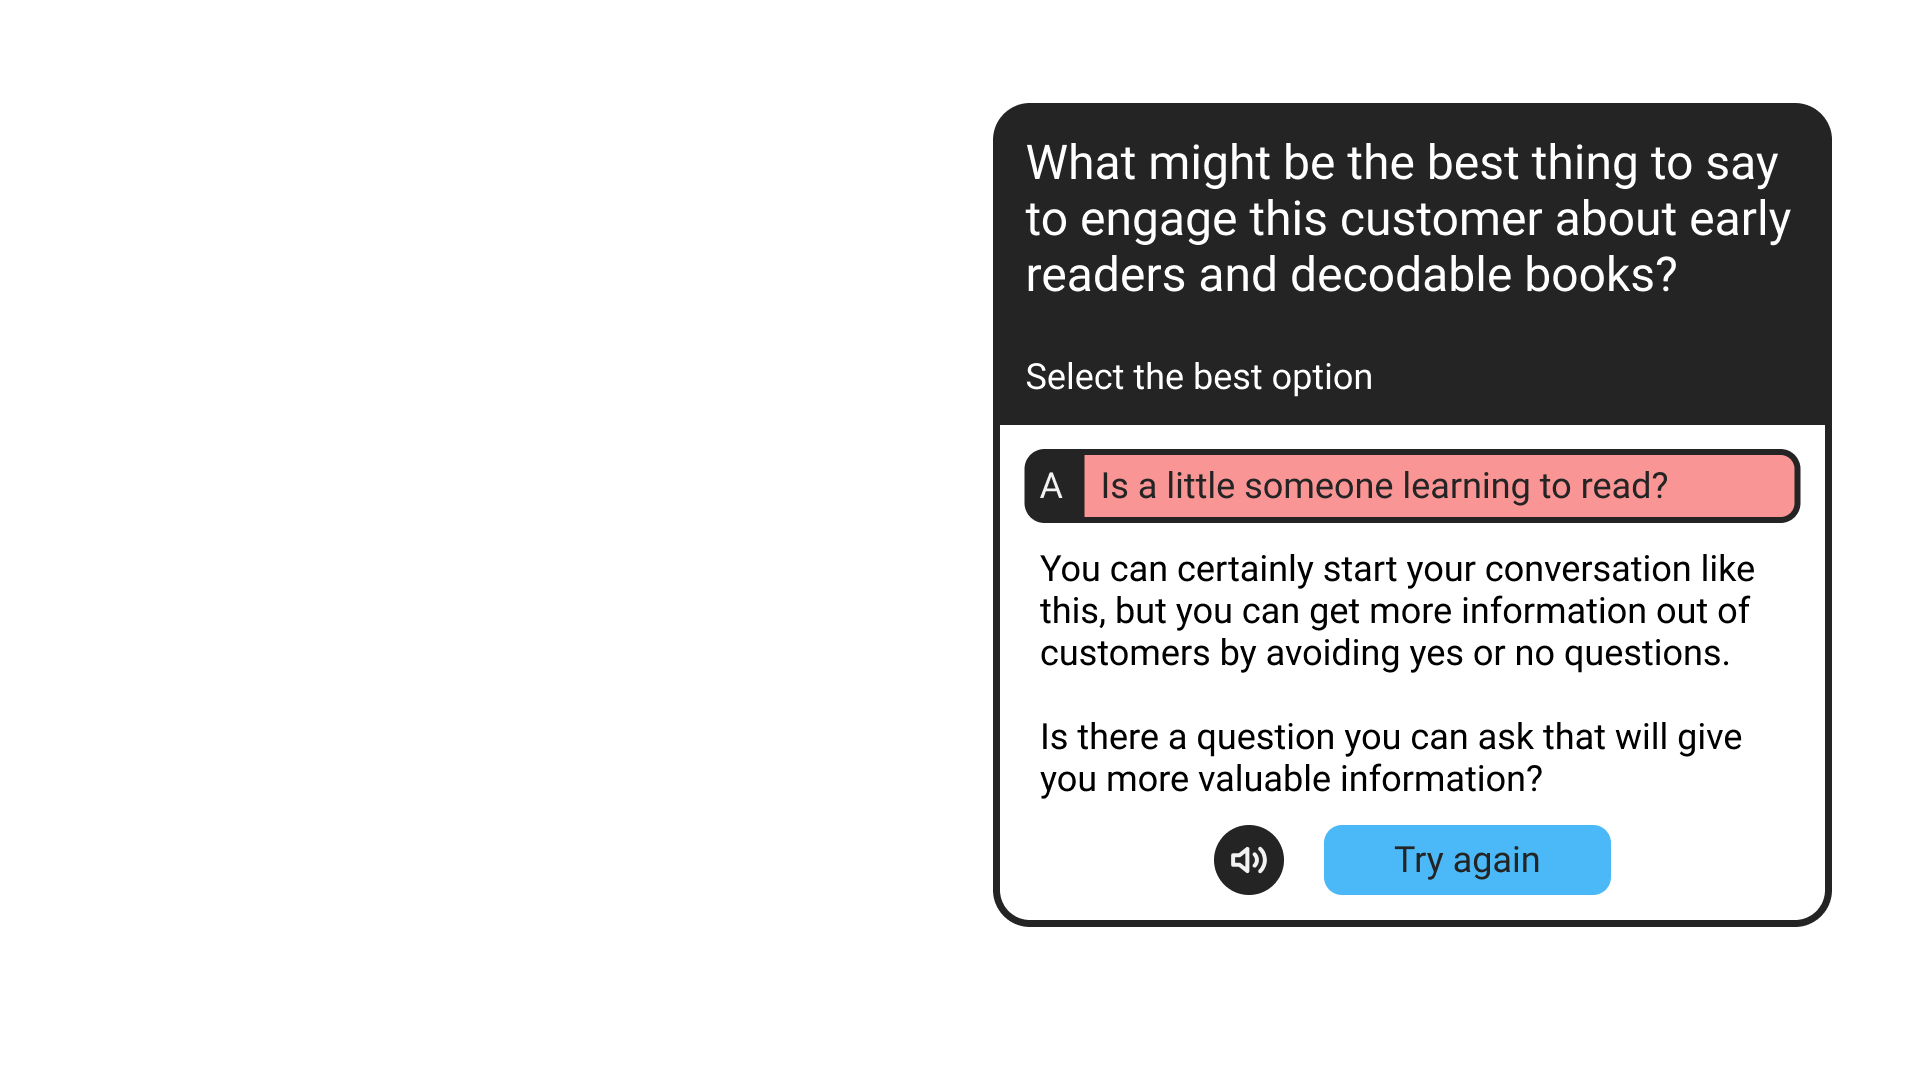 What might be the best thing to say
to engage this customer about early
readers and decodable books?
Select the best option
A Is a little someone learning to read?
You can certainly start your conversation like
this, but you can get more information out of
customers by avoiding yes or no questions.
Is there a question you can ask that will give
you more valuable information?
Try again